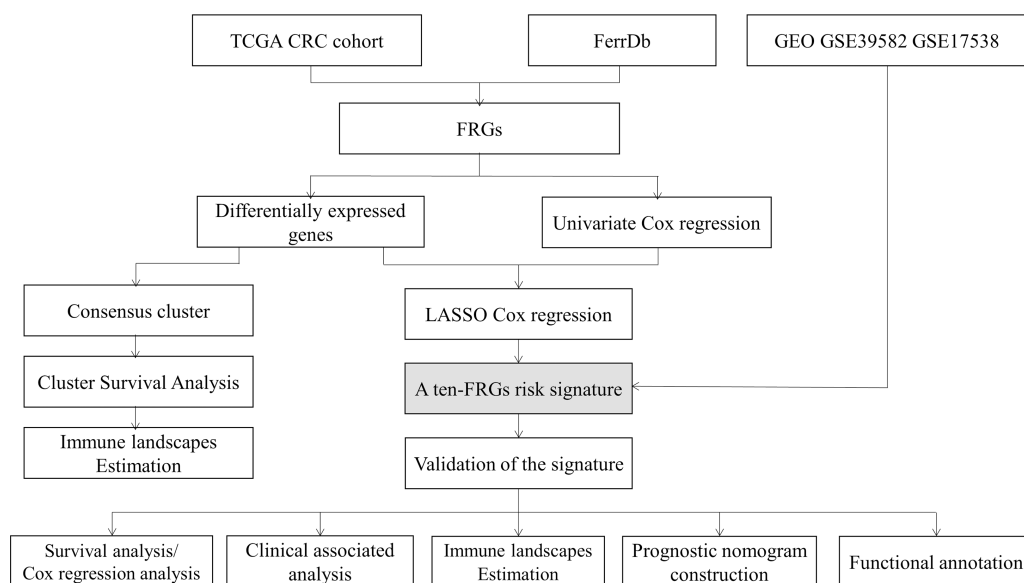 TCGA CRC cohort
FerrDb
GEO GSE39582 GSE17538
FRGs
Differentially expressed
genes
Univariate Cox regression
Consensus cluster
LASSO Cox regression
Cluster Survival Analysis
A ten-FRGs risk signature
Immune landscapes
Estimation
Validation of the signature
Survival analysis/
Cox regression analysis
Clinical associated
analysis
Immune landscapes
Estimation
Prognostic nomogram
construction
Functional annotation